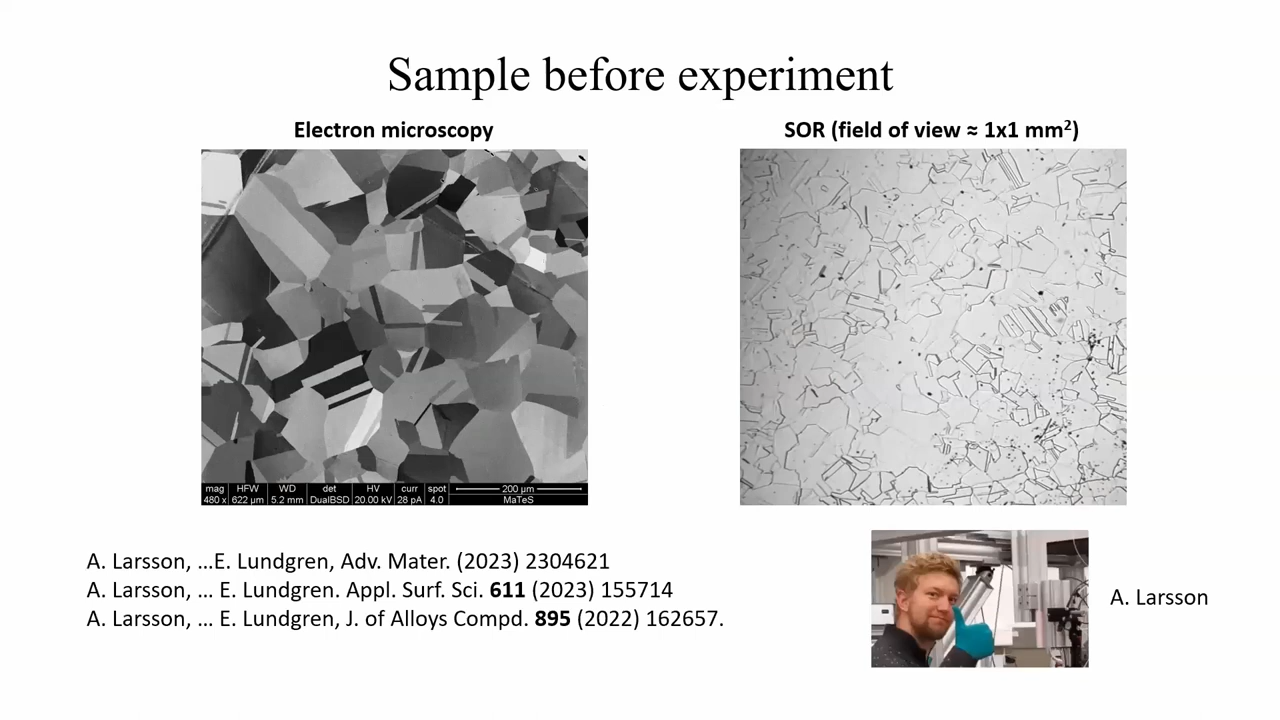 Sample before experiment
Electron microscopy
SOR (field of view ≈ 1x1 mm²)
mag HFW WD det HV curr spot 200 µm
480 x 622 µm 5.2 mm DualBSD 20.00 kV 28 pA 4.0 MaTeS
A. Larsson, …E. Lundgren, Adv. Mater. (2023) 2304621
A. Larsson, … E. Lundgren. Appl. Surf. Sci. 611 (2023) 155714
A. Larsson, … E. Lundgren, J. of Alloys Compd. 895 (2022) 162657.
A. Larsson